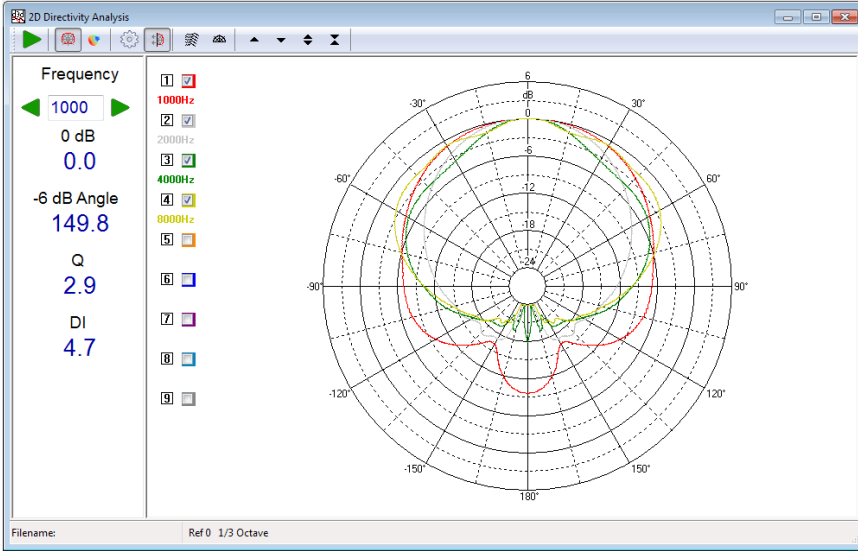 2D Directivity Analysis
Frequency
1000
0 dB
0.0
-6 dB Angle
149.8
Q
2.9
DI
4.7
1
1000Hz
2
2000Hz
3
4000Hz
4
8000Hz
5
6
7
8
9
6
dB
0
-6
-12
-18
-24
-30°
30°
-60°
60°
-90°
90°
-120°
120°
-150°
150°
180°
Filename:
Ref 0 1/3 Octave